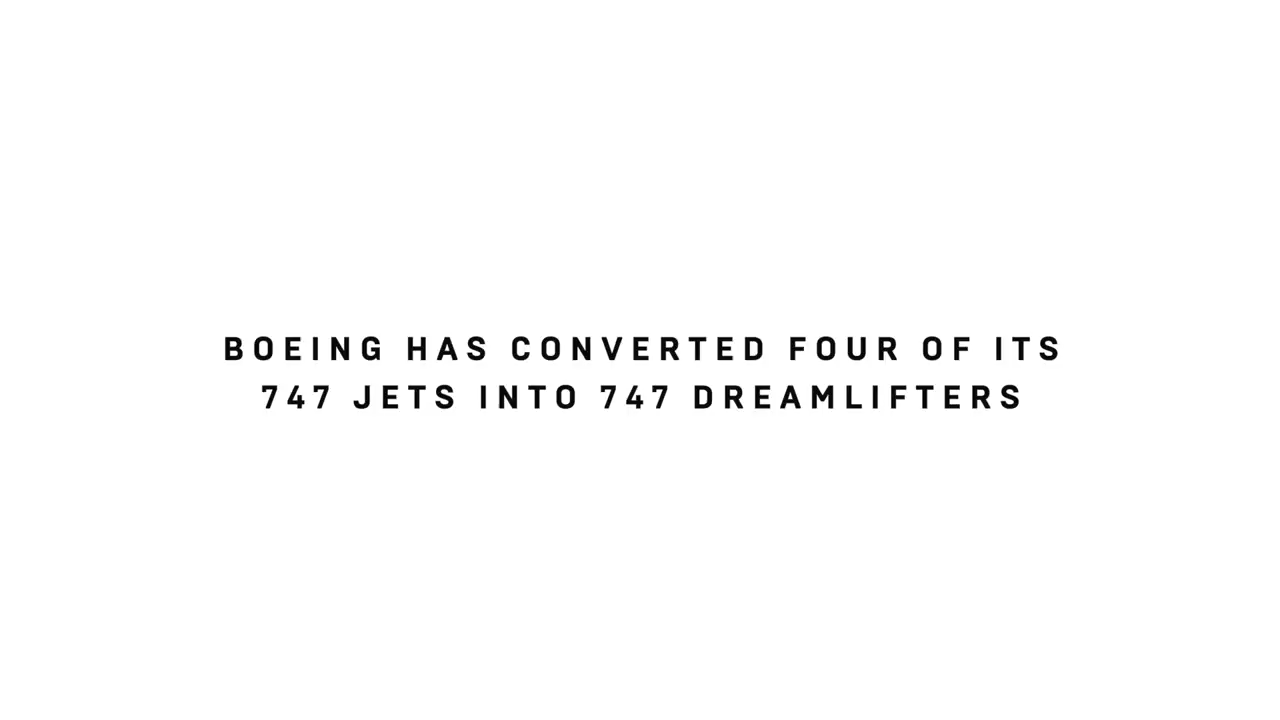 BOEING HAS CONVERTED FOUR OF ITS
747 JETS INTO 747 DREAMLIFTERS